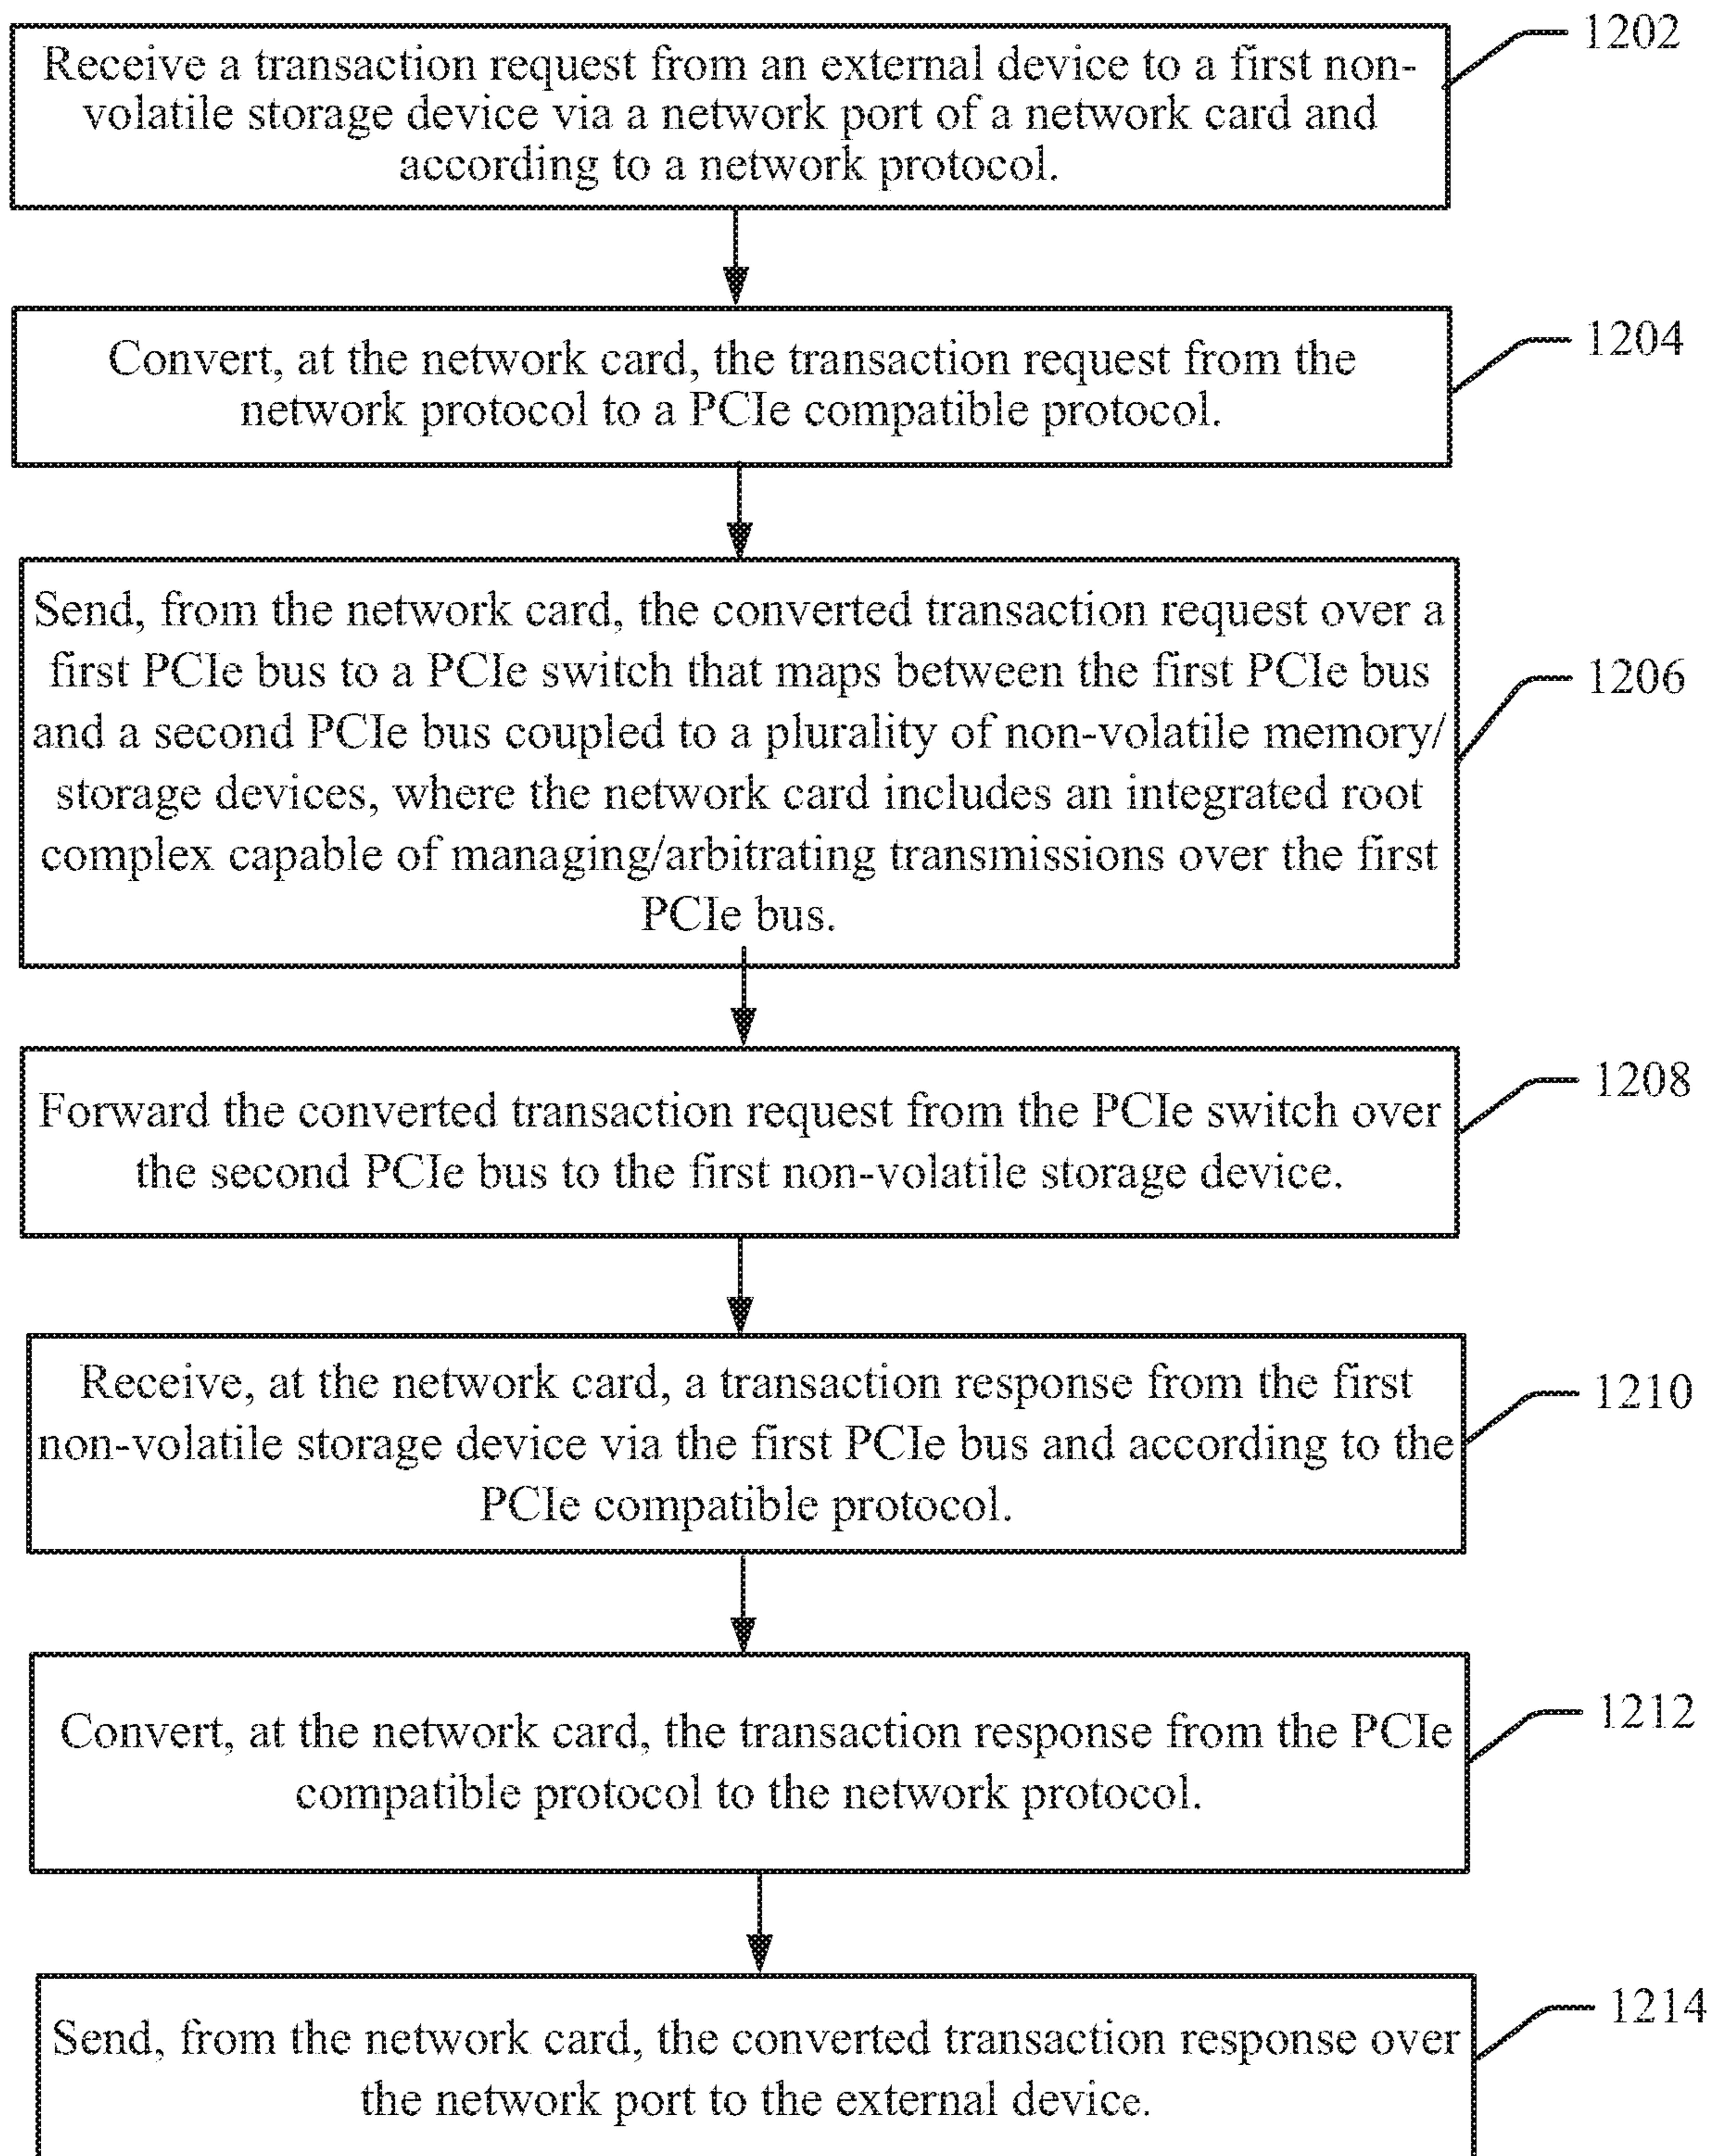 1202
Receive a transaction request from an external device to a first non-
volatile storage device via a network port of a network card and
according to a network protocol.
1204
Convert, at the network card, the transaction request from the
network protocol to a PCIe compatible protocol.
1206
Send, from the network card, the converted transaction request over a
first PCIe bus to a PCIe switch that maps between the first PCIe bus
and a second PCIe bus coupled to a plurality of non-volatile memory/
storage devices, where the network card includes an integrated root
complex capable of managing/arbitrating transmissions over the first
PCIe bus.
1208
Forward the converted transaction request from the PCIe switch over
the second PCIe bus to the first non-volatile storage device.
1210
Receive, at the network card, a transaction response from the first
non-volatile storage device via the first PCIe bus and according to the
PCIe compatible protocol.
1212
Convert, at the network card, the transaction response from the PCIe
compatible protocol to the network protocol.
1214
Send, from the network card, the converted transaction response over
the network port to the external device.